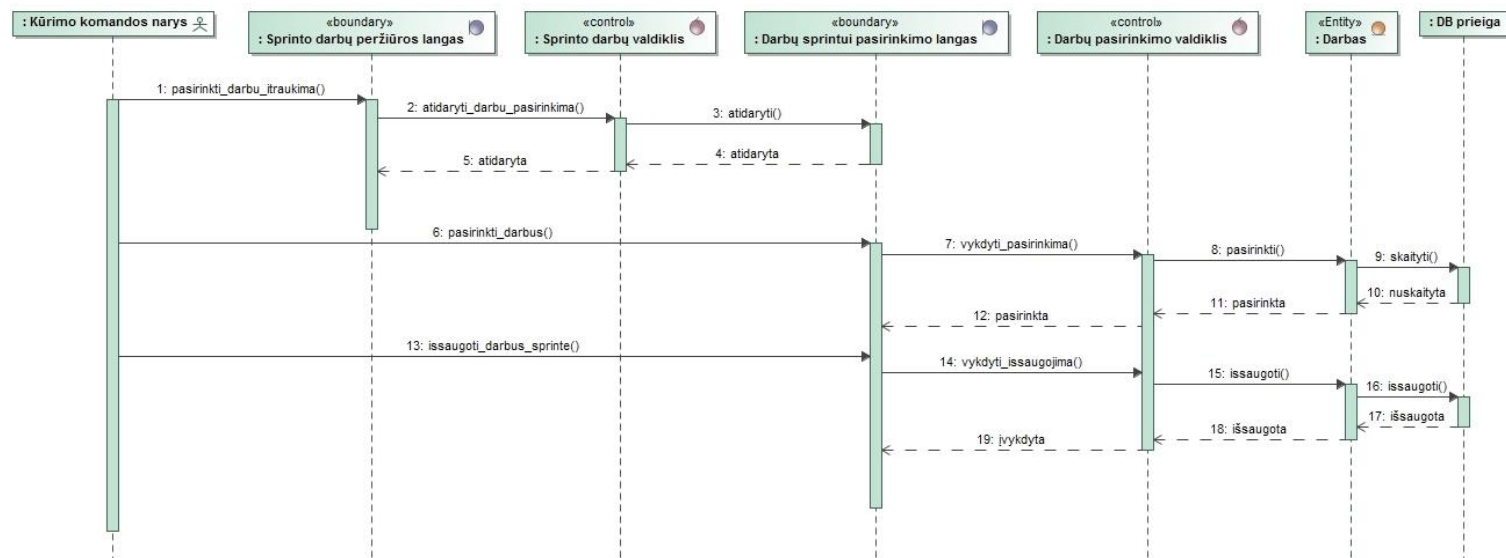 : Kūrimo komandos narys
«boundary»
: Sprinto darbų peržiūros langas
«control»
: Sprinto darbų valdiklis
«boundary»
: Darbų sprintui pasirinkimo langas
«control»
: Darbų pasirinkimo valdiklis
«Entity»
: Darbas
: DB prieiga
1: pasirinkti_darbu_itraukima()
2: atidaryti_darbu_pasirinkima()
3: atidaryti()
4: atidaryta
5: atidaryta
6: pasirinkti_darbus()
7: vykdyti_pasirinkima()
8: pasirinkti()
9: skaityti()
10: nuskaityta
11: pasirinkta
12: pasirinkta
13: issaugoti_darbus_sprinte()
14: vykdyti_issaugojima()
15: issaugoti()
16: issaugoti()
17: išsaugota
18: išsaugota
19: įvykdyta